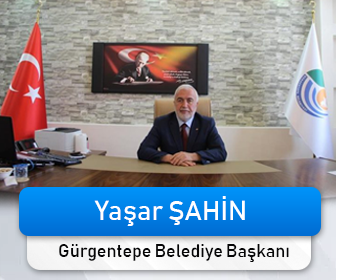 Yaşar ŞAHİN
Gürgentepe Belediye Başkanı